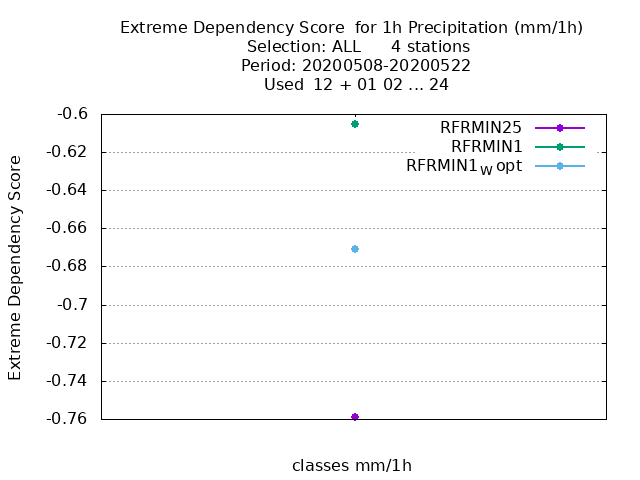 Extreme Dependency Score  for 1h Precipitation (mm/1h)
Selection: ALL      4 stations
Period: 20200508-20200522
Used  12 + 01 02 ... 24
-0.6
-0.62
-0.64
-0.66
-0.68
-0.7
-0.72
-0.74
-0.76
Extreme Dependency Score
RFRMIN25
RFRMIN1
RFRMIN1W opt
classes mm/1h